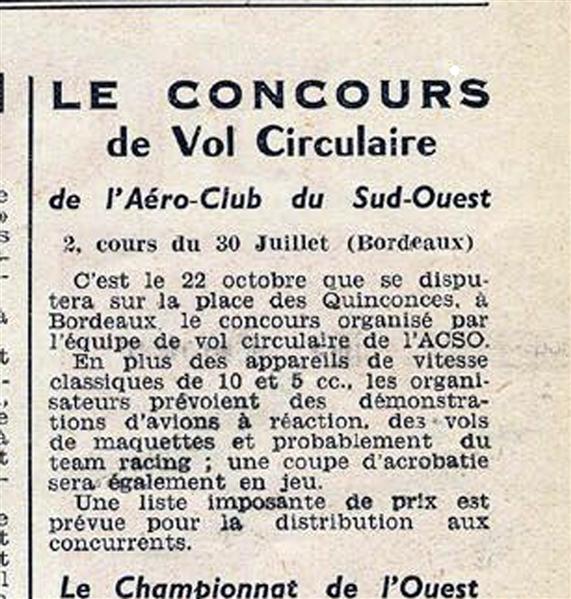 LE CONCOURS
de Vol Circulaire
de l'Aéro-Club du Sud-Ouest
2, cours du 30 Juillet (Bordeaux)
C'est le 22 octobre que se dispu-
tera sur la place des Quinconces, à
Bordeaux le concours organisé par
l'équipe de vol circulaire de l'ACSO.
En plus des appareils de vitesse
classiques de 10 et 5 cc., les organi-
sateurs prévoient des démonstra-
tions d'avions à réaction, des vols
de maquettes et probablement du
team racing ; une coupe d'acrobatie
sera également en jeu.
Une liste imposante de prix est
prévue pour la distribution aux
concurrents.
Le Championnat de l'Ouest